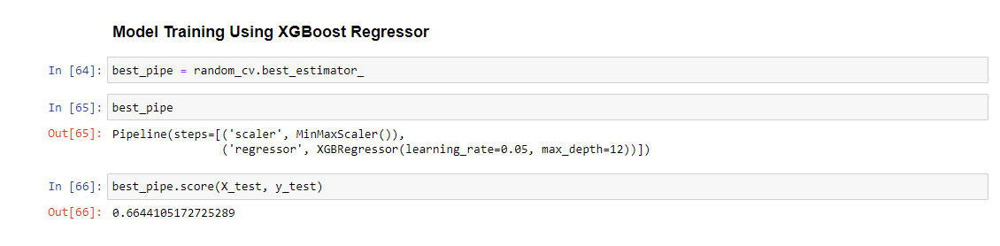 Model Training Using XGBoost Regressor
In [64]: best_pipe = random_cv.best_estimator_
In [65]: best_pipe
Out[65]: Pipeline(steps=[('scaler', MinMaxScaler()),
('regressor', XGBRegressor(learning_rate=0.05, max_depth=12))])
In [66]: best_pipe.score(X_test, y_test)
Out[66]: 0.6644105172725289